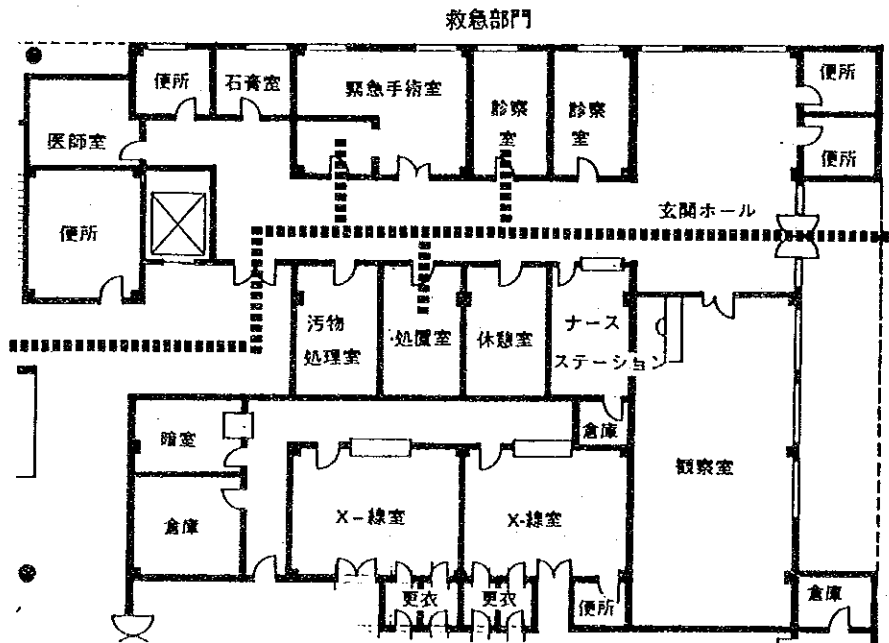 救急部門
便所
石膏室
緊急手術室
診察
室
診察
室
便所
医師室
便所
便所
玄関ホール
汚物
処理室
処置室
休憩室
ナース
ステーション
暗室
倉庫
観察室
倉庫
X-線室
X-線室
更衣
更衣
便所
倉庫